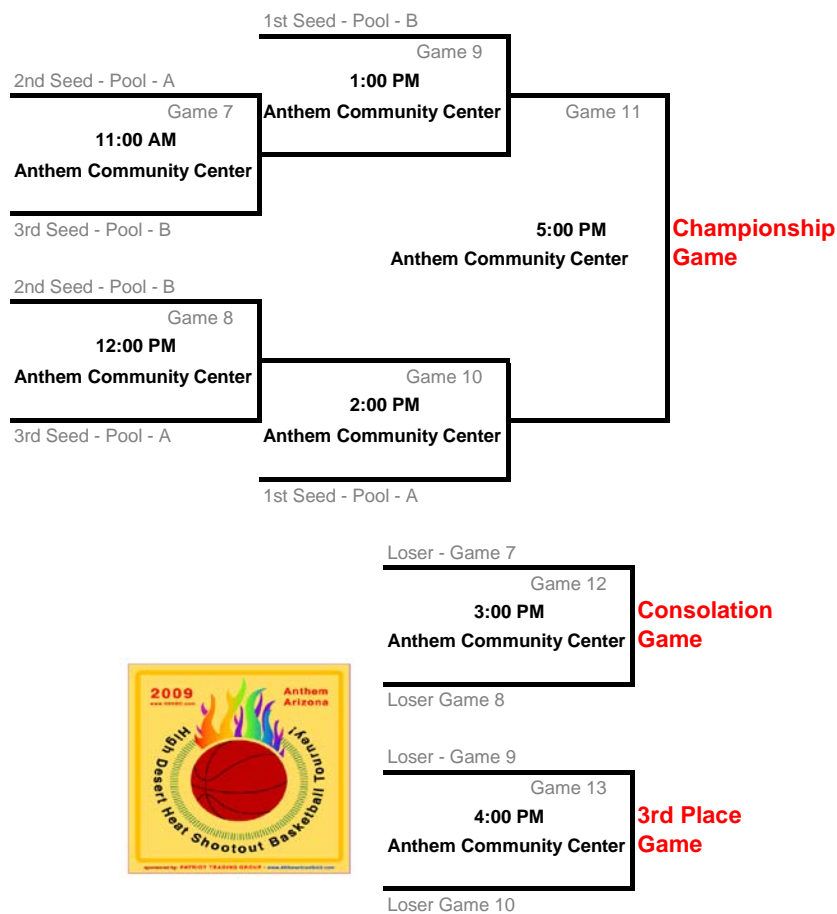 1st Seed - Pool - B
Game 9
1:00 PM
Anthem Community Center
2nd Seed - Pool - A
Game 7
11:00 AM
Anthem Community Center
3rd Seed - Pool - B
Game 11
5:00 PM
Anthem Community Center
Championship
Game
2nd Seed - Pool - B
Game 8
12:00 PM
Anthem Community Center
3rd Seed - Pool - A
Game 10
2:00 PM
Anthem Community Center
1st Seed - Pool - A
Loser - Game 7
Game 12
3:00 PM
Anthem Community Center
Consolation
Game
Loser Game 8
Loser - Game 9
Game 13
4:00 PM
Anthem Community Center
3rd Place
Game
Loser Game 10
2009
Anthem
Arizona
High Desert Heat Shootout Basketball Tourney!
sponsored by: PATRIOT TRADING GROUP -